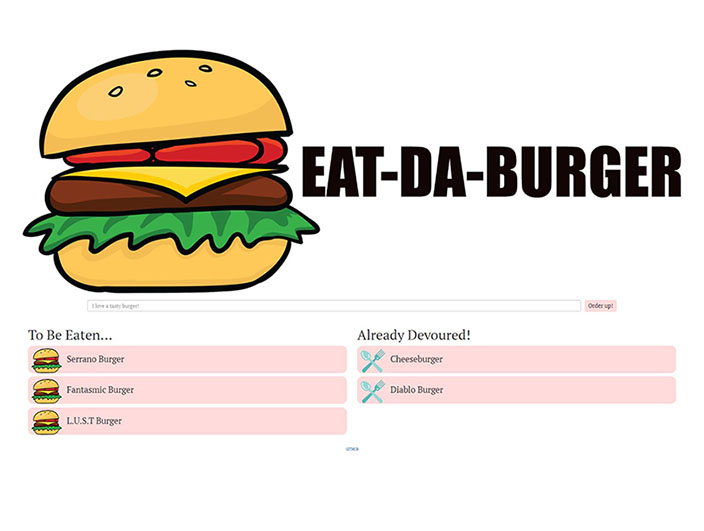 EAT-DA-BURGER
I love a tasty burger!
Order up!
To Be Eaten...
Already Devoured!
Serrano Burger
Cheeseburger
Fantasmic Burger
Diablo Burger
L.U.S.T Burger